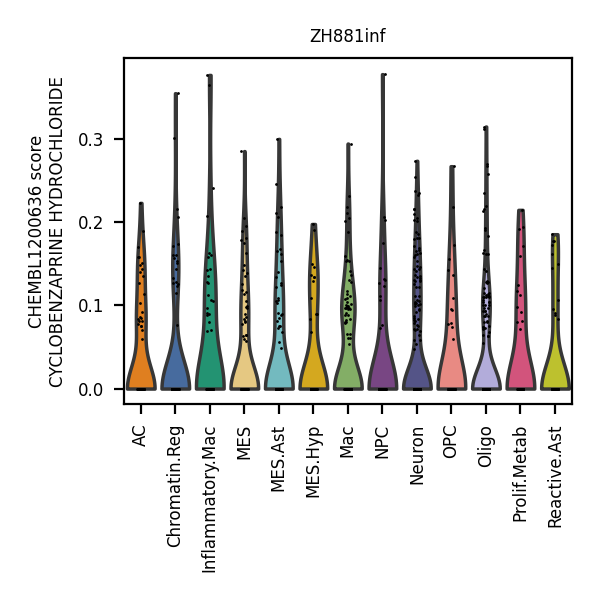 ZH881inf
CHEMBL1200636 score
CYCLOBENZAPRINE HYDROCHLORIDE
0.3
0.2
0.1
0.0
AC
Chromatin.Reg
Inflammatory.Mac
MES
MES.Ast
MES.Hyp
Mac
NPC
Neuron
OPC
Oligo
Prolif.Metab
Reactive.Ast